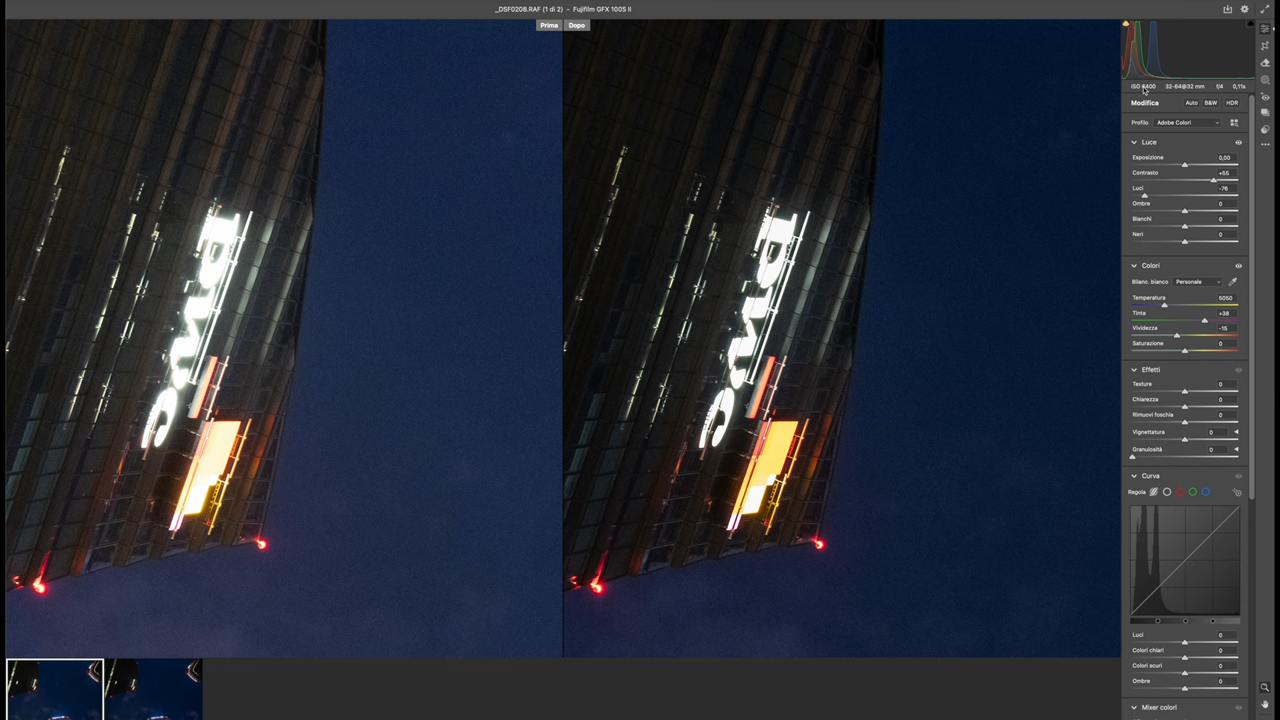 _DSF0208.RAF (1 di 2) - Fujifilm GFX 100S II
Prima Dopo
ISO 6400 32-64@32 mm f/4 0,11s
Modifica Auto B&W HDR
Profilo Adobe Colori
Luce
Esposizione 0,00
Contrasto +55
Luci -76
Ombre 0
Bianchi 0
Neri 0
Colori
Bilanc. bianco Personale
Temperatura 5050
Tinta +38
Vividezza -15
Saturazione 0
Effetti
Texture 0
Chiarezza 0
Rimuovi foschia 0
Vignettatura 0
Granulosità 0
Curva
Regola
Luci 0
Colori chiari 0
Colori scuri 0
Ombre 0
Mixer colori